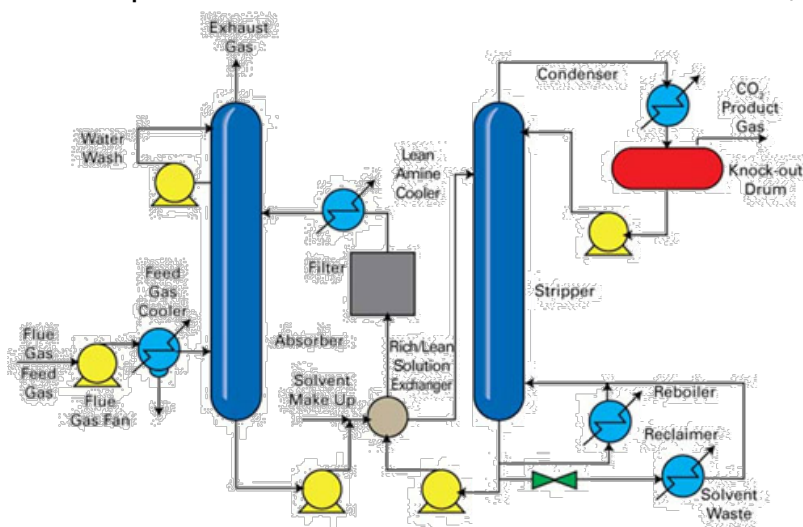 Exhaust
Gas
Condenser
CO2
Product
Gas
Water
Wash
Lean
Amine
Cooler
Knock-out
Drum
Feed
Gas
Cooler
Filter
Stripper
Flue
Gas
Feed
Gas
Absorber
Rich/Lean
Solution
Exchanger
Solvent
Make Up
Flue
Gas Fan
Reboiler
Reclaimer
Solvent
Waste